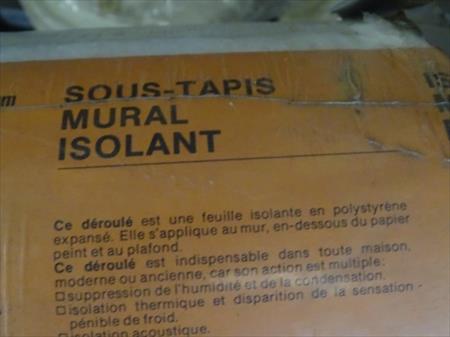 mm
SOUS-TAPIS
MURAL
ISOLANT
Ce déroulé est une feuille isolante en polystyrène
expansé. Elle s'applique au mur, en-dessous du papier
peint et au plafond.
Ce déroulé est indispensable dans toute maison,
moderne ou ancienne, car son action est multiple:
□ suppression de l'humidité et de la condensation.
□ isolation thermique et disparition de la sensation
pénible de froid.
□ isolation acoustique.